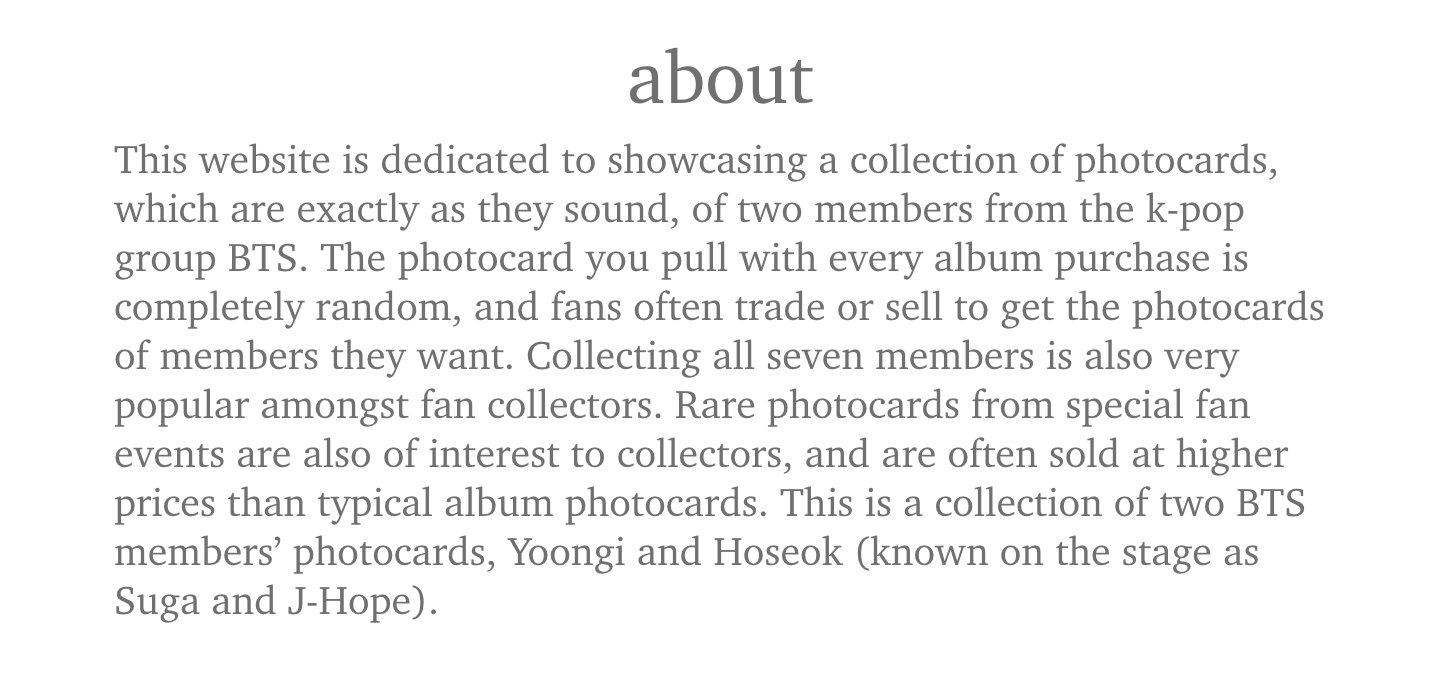 about
This website is dedicated to showcasing a collection of photocards,
which are exactly as they sound, of two members from the k-pop
group BTS. The photocard you pull with every album purchase is
completely random, and fans often trade or sell to get the photocards
of members they want. Collecting all seven members is also very
popular amongst fan collectors. Rare photocards from special fan
events are also of interest to collectors, and are often sold at higher
prices than typical album photocards. This is a collection of two BTS
members’ photocards, Yoongi and Hoseok (known on the stage as
Suga and J-Hope).